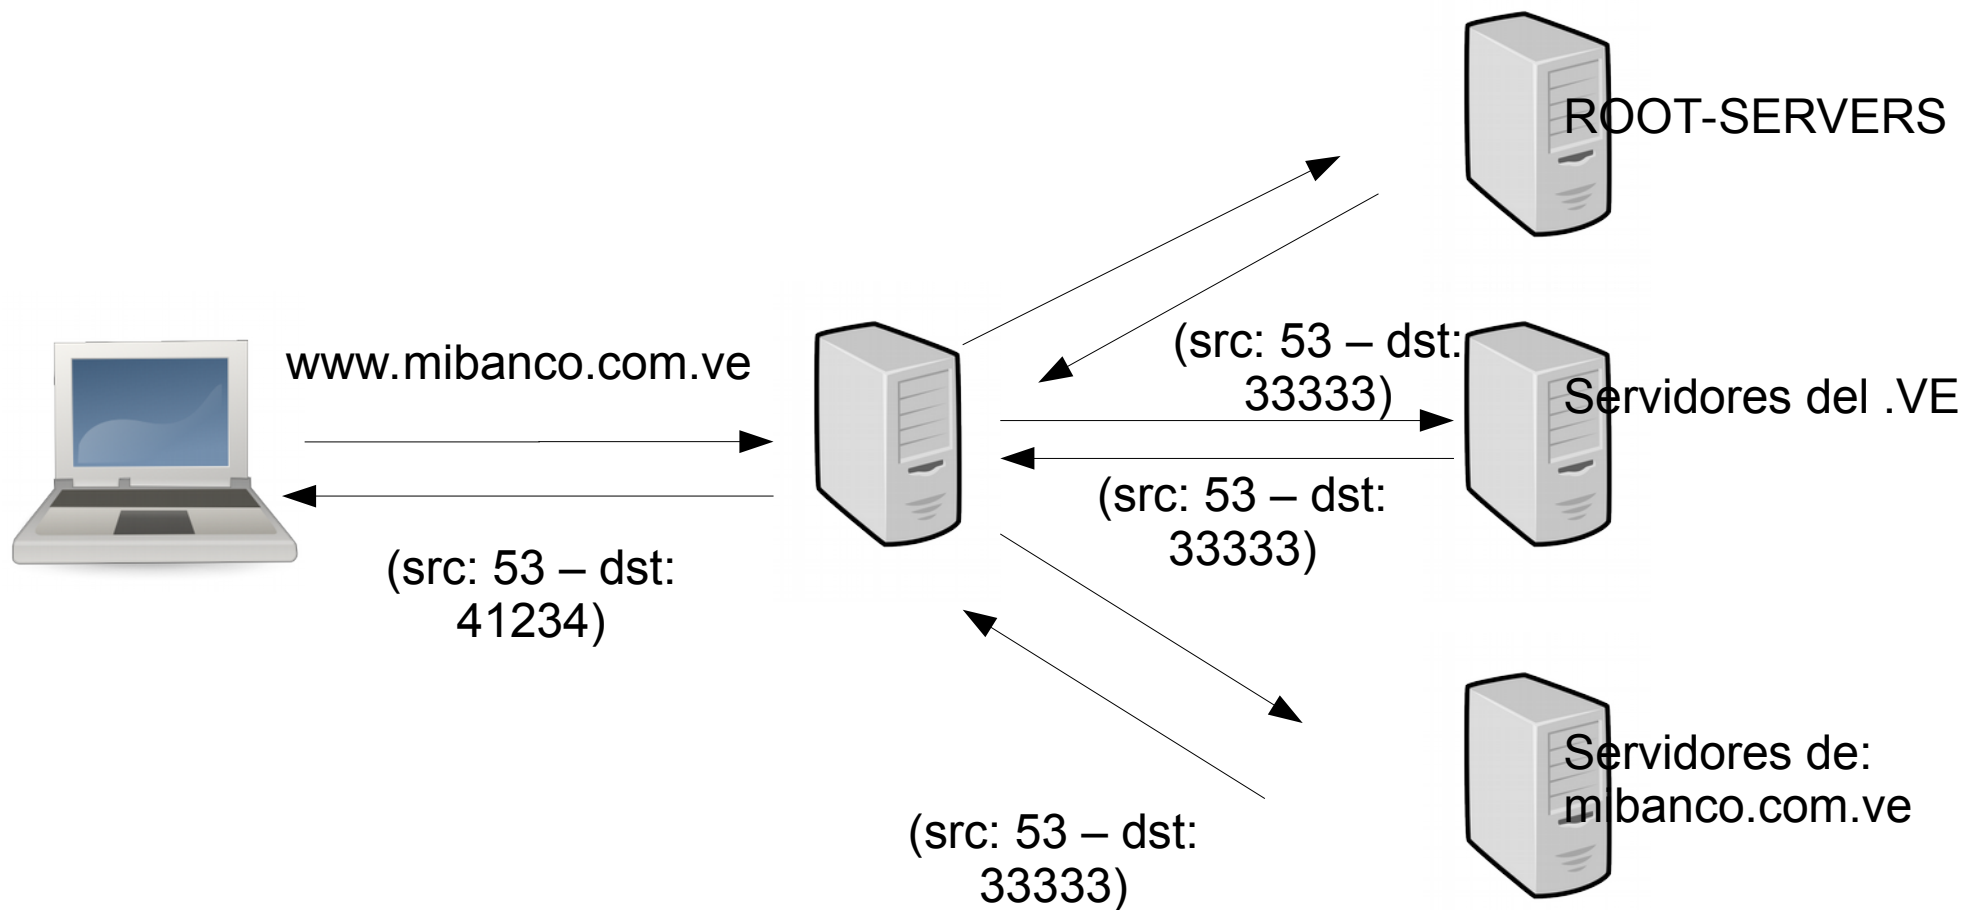 ROOT-SERVERS
www.mibanco.com.ve
(src: 53 – dst:
33333)
Servidores del .VE
(src: 53 – dst:
33333)
(src: 53 – dst:
41234)
Servidores de:
mibanco.com.ve
(src: 53 – dst:
33333)